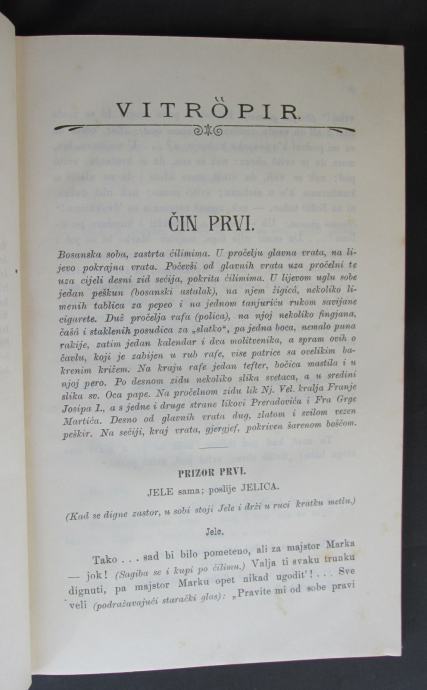 VITRÖPIR.
ČIN PRVI.
Bosanska soba, zastrta ćilimima. U pročelju glavna vrata, na li-
jevo pokrajna vrata. Počevši od glavnih vrata uza pročelni te
uza cijeli desni zid sećija, pokrita ćilimima. U lijevom uglu sobe
jedan peškun (bosanski astalak), na njem žigicá, nekoliko li-
menih tablica za pepeo i na jednom tanjuriću rukom savijane
cigarete. Duž pročelja rafa (polica), na njoj nekoliko fingjana,
čašá i staklenih posudica za „slatko“, pa jedna boca, nemalo puna
rakije, zatim jedan kalendar i dva molitvenika, a spram ovih o
čavlu, koji je zabijen u rub rafe, vise patrice sa ovelikim ba-
krenim križem. Na kraju rafe jedan tefter, bočica mastila i u
njoj pero. Po desnom zidu nekoliko slika svetaca, a u sredini
slika sv. Oca pape. Na pročelnom zidu lik Nj. Vel. kralja Franje
Josipa I., a s jedne i druge strane likovi Preradovića i Fra Grge
Martića. Desno od glavnih vrata dug, zlatom i svilom vezen
peškir. Na sećiji, kraj vrata, gjergjef, pokriven šarenom boščom.
PRIZOR PRVI.
JELE sama; poslije JELICA.
(Kad se digne zastor, u sobi stoji Jele i drži u ruci kratku metlu.)
Jele.
Tako . . . sad bi bilo pometeno, ali za majstor Marka
— jok! (Sagiba se i kupi po ćilimu.) Valja ti svaku trunku
dignuti, pa majstor Marku opet nikad ugodit'! . . . Sve
veli (podražavajući starački glas): „Pravite mi od sobe pravi